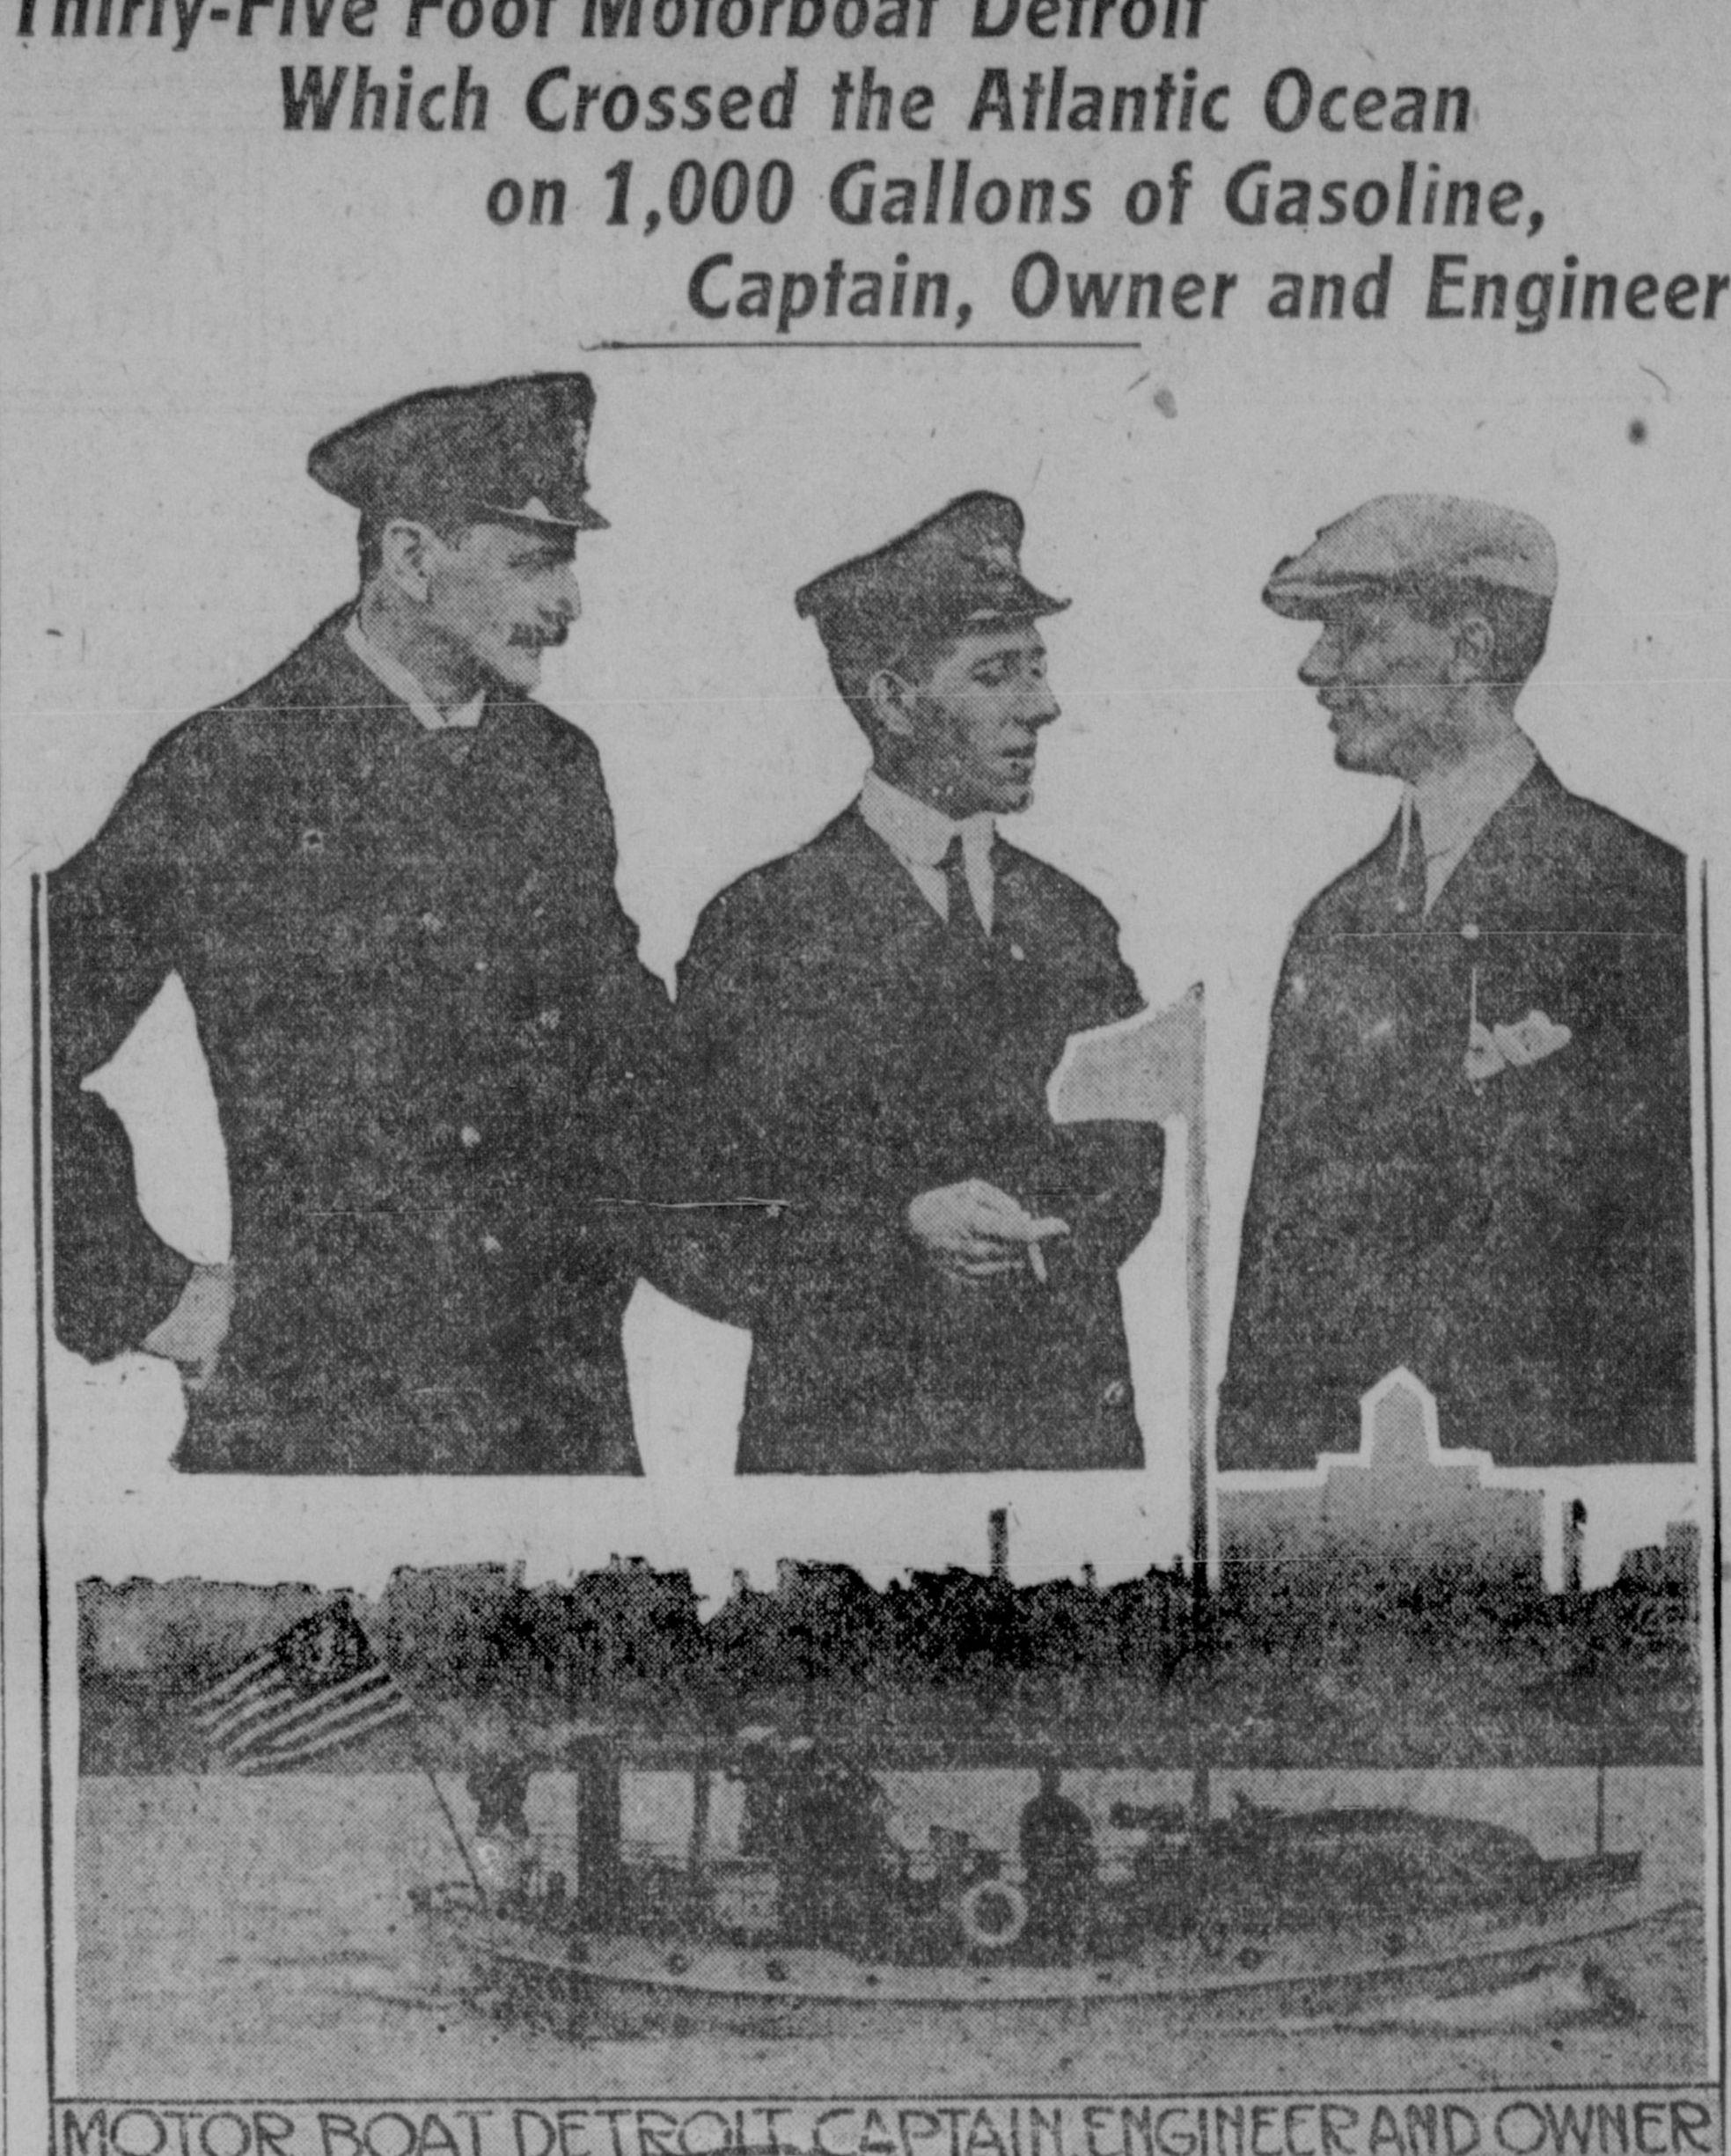 Thirty-Five Foot Motorboat Detroit
Which Crossed the Atlantic Ocean
on 1,000 Gallons of Gasoline,
Captain, Owner and Engineer
MOTOR BOAT DETROIT CAPTAIN, ENGINEER AND OWNER